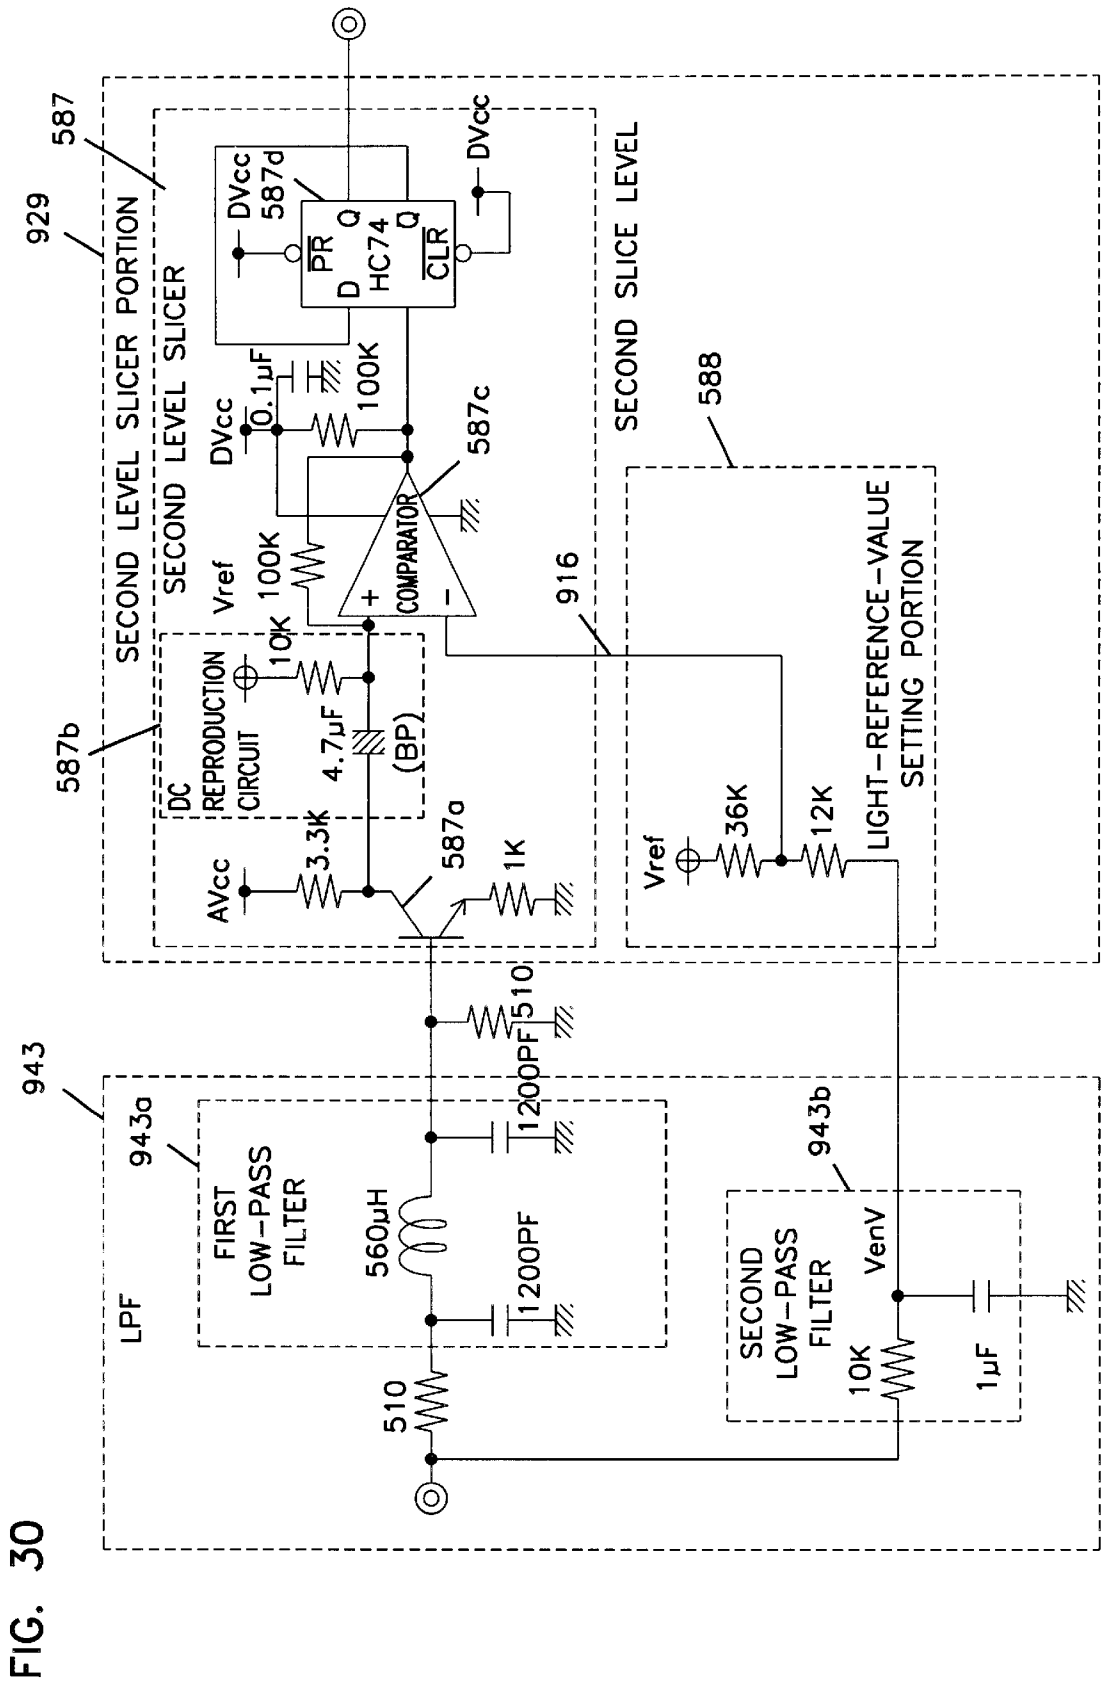 FIG. 30
943
943a
LPF
FIRST
LOW-PASS
FILTER
510
560µH
1200PF
1200PF
510
943b
SECOND
LOW-PASS
FILTER
VenV
10K
1µF
929
SECOND LEVEL SLICER PORTION
587
SECOND LEVEL SLICER
587b
DC
REPRODUCTION
CIRCUIT
AVcc
3.3K
587a
1K
4.7µF
(BP)
10K
Vref
100K
+
-
COMPARATOR
587c
DVcc
0.1µF
100K
DVcc
587d
PR
D
Q
HC74
Q
CLR
DVcc
SECOND SLICE LEVEL
916
588
Vref
36K
12K
LIGHT-REFERENCE-VALUE
SETTING PORTION